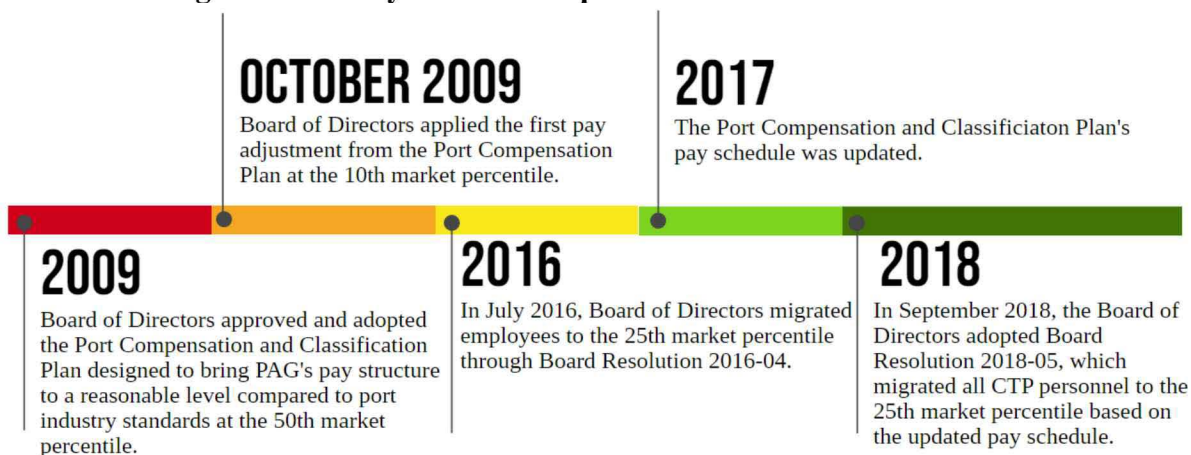 OCTOBER 2009
Board of Directors applied the first pay
adjustment from the Port Compensation
Plan at the 10th market percentile.
2017
The Port Compensation and Classificiaton Plan's
pay schedule was updated.
2009
Board of Directors approved and adopted
the Port Compensation and Classification
Plan designed to bring PAG's pay structure
to a reasonable level compared to port
industry standards at the 50th market
percentile.
2016
In July 2016, Board of Directors migrated
employees to the 25th market percentile
through Board Resolution 2016-04.
2018
In September 2018, the Board of
Directors adopted Board
Resolution 2018-05, which
migrated all CTP personnel to the
25th market percentile based on
the updated pay schedule.